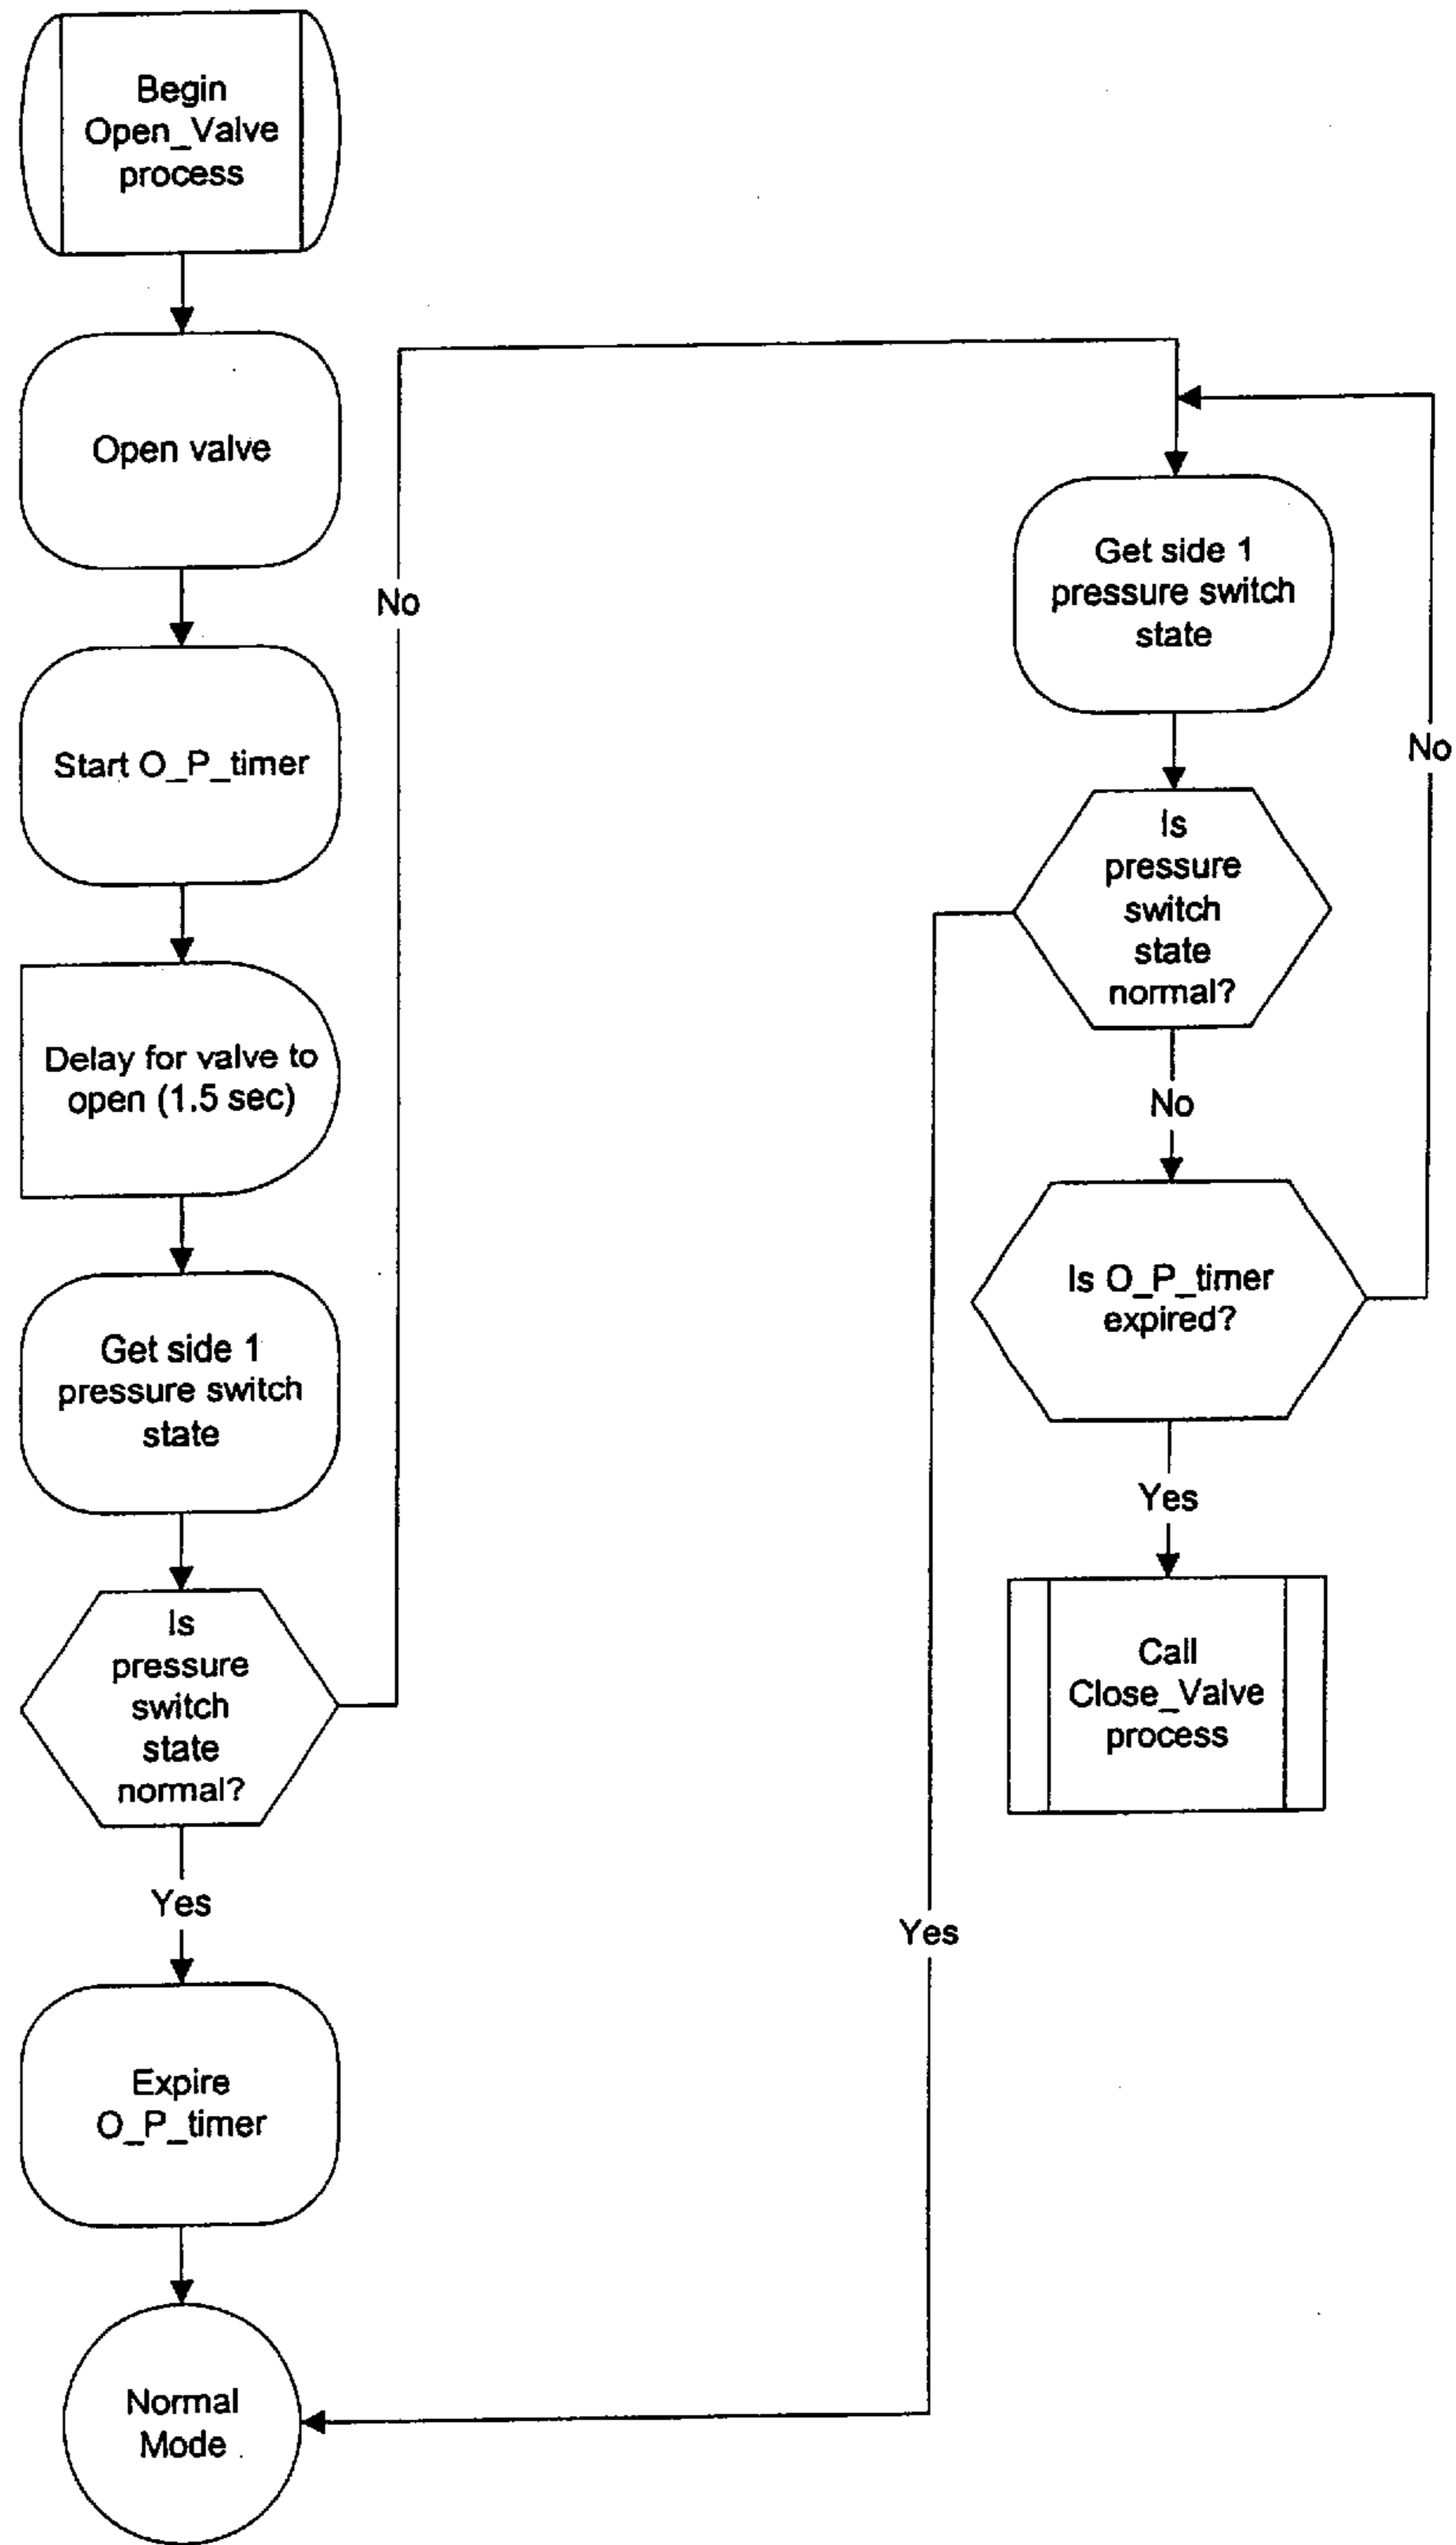 Begin
Open_Valve
process
Open valve
Start O_P_timer
Delay for valve to
open (1.5 sec)
Get side 1
pressure switch
state
Is
pressure
switch
state
normal?
Yes
Expire
O_P_timer
Normal
Mode
No
Get side 1
pressure switch
state
Is
pressure
switch
state
normal?
No
Is O_P_timer
expired?
Yes
Call
Close_Valve
process
No
Yes